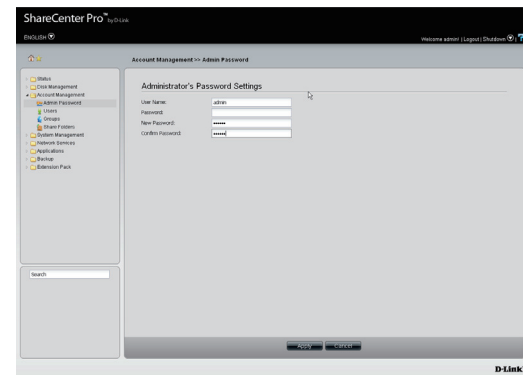 ShareCenter Pro™ by D-Link
ENGLISH
Welcome admin! | Logout | Shutdown | ?
Account Management >> Admin Password
Status
Disk Management
Account Management
Admin Password
Users
Groups
Share Folders
System Management
Network Services
Applications
Backup
Extension Pack
Search
Administrator's Password Settings
User Name: admin
Password:
New Password: ••••••
Confirm Password: ••••••
Apply Cancel
D-Link